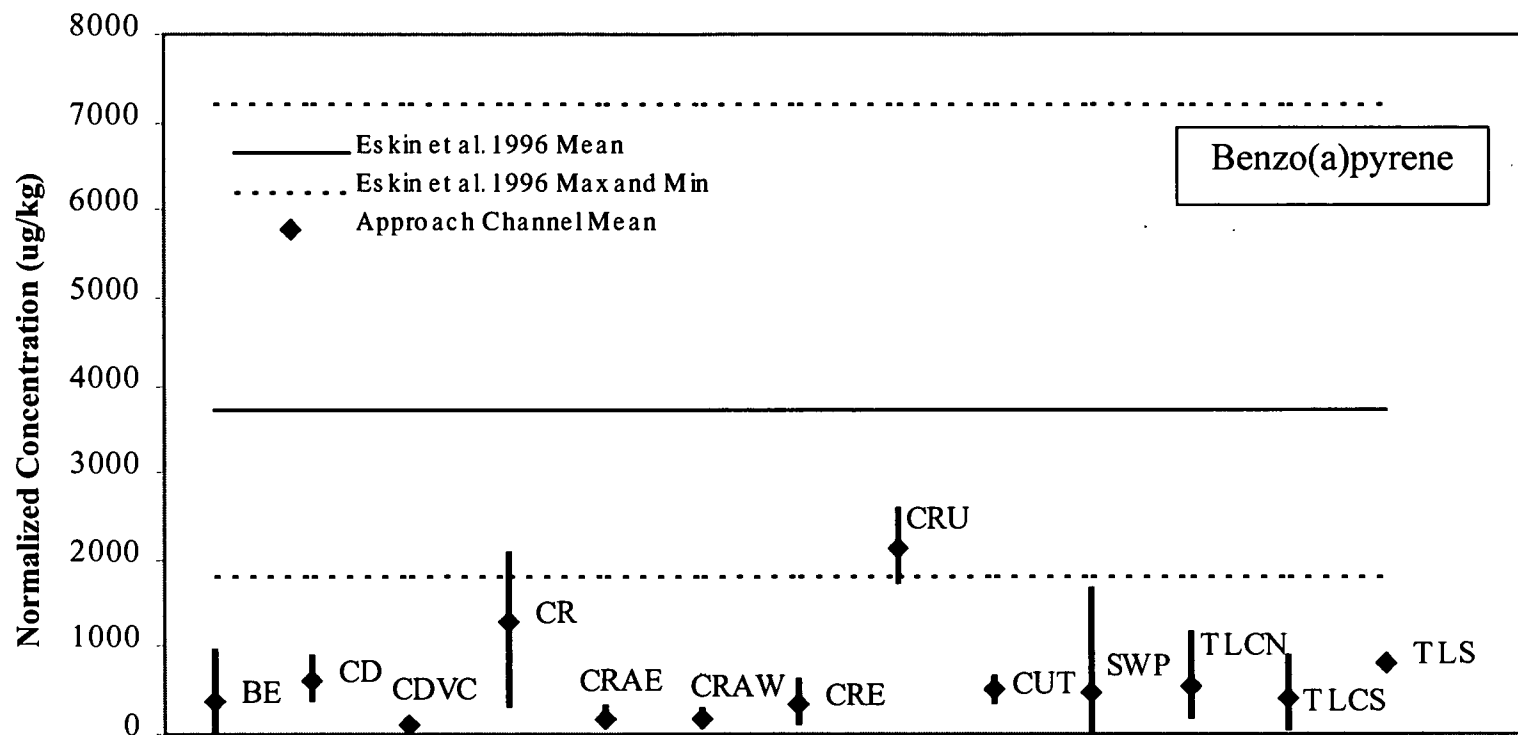 8000
7000
6000
5000
4000
3000
2000
1000
0
Normalized Concentration (ug/kg)
Eskin et al. 1996 Mean
Eskin et al. 1996 Max and Min
Approach Channel Mean
Benzo(a)pyrene
BE
CD
CDVC
CR
CRAE
CRAW
CRE
CRU
CUT
SWP
TLCN
TLCS
TLS